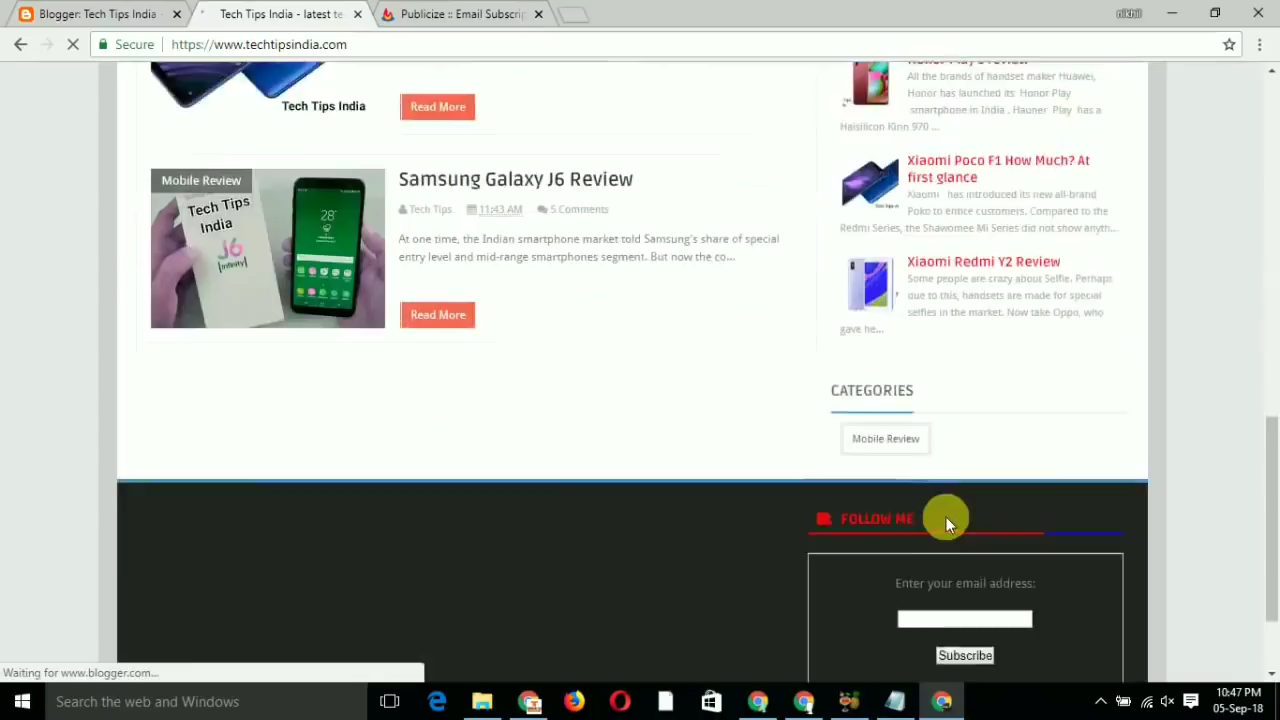 Blogger: Tech Tips India -
Tech Tips India - latest te
Publicize :: Email Subscrip
Secure
https://www.techtipsindia.com
Tech Tips India
Read More
Mobile Review
Tech Tips
India
J6
Samsung Galaxy J6 Review
Tech Tips 11:43 AM 5 Comments
At one time, the Indian smartphone market told Samsung's share of special
entry level and mid-range smartphones segment. But now the co...
Read More
All the brands of handset maker Huawei,
Honor has launched its Honor Play
smartphone in India , Hauner Play has a
Haisilicon Kinn 970 ...
Xiaomi Poco F1 How Much? At
first glance
Xiaomi has introduced its new all-brand
Poko to entice customers. Compared to the
Redmi Series, the Shawomee Mi Series did not show anyth...
Xiaomi Redmi Y2 Review
Some people are crazy about Selfie. Perhaps
due to this, handsets are made for special
selfies in the market. Now take Oppo, who
gave he...
CATEGORIES
Mobile Review
FOLLOW ME
Enter your email address:
Subscribe
Waiting for www.blogger.com...
Search the web and Windows
10:47 PM
05-Sep-18